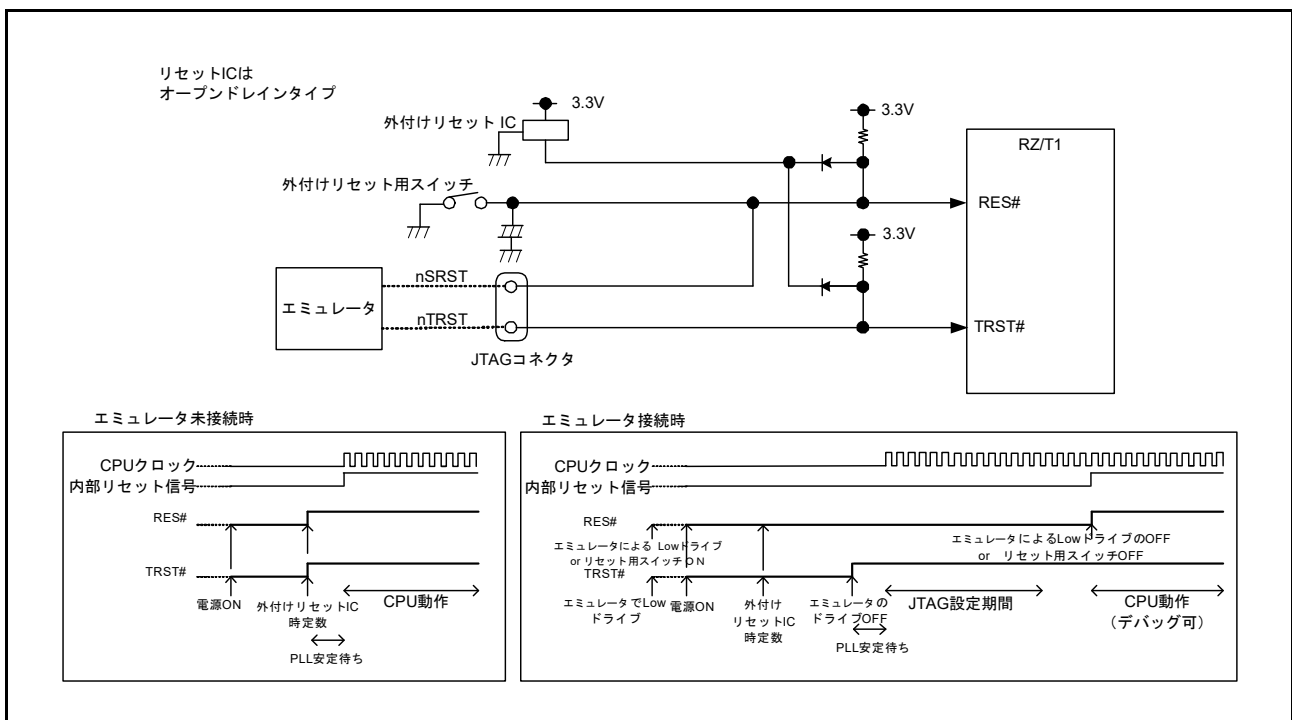 リセットICは
オープンドレインタイプ
3.3V
外付けリセット IC
3.3V
RZ/T1
外付けリセット用スイッチ
RES#
3.3V
nSRST
エミュレータ
nTRST
TRST#
JTAGコネクタ
エミュレータ未接続時
CPUクロック
内部リセット信号
RES#
TRST#
電源ON
外付けリセットIC
時定数
CPU動作
PLL安定待ち
エミュレータ接続時
CPUクロック
内部リセット信号
RES#
エミュレータによる Lowドライブ
or リセット用スイッチON
エミュレータによるLowドライブのOFF
or リセット用スイッチOFF
TRST#
エミュレータでLow
ドライブ
電源ON
外付け
リセットIC
時定数
エミュレータの
ドライブOFF
PLL安定待ち
JTAG設定期間
CPU動作
（デバッグ可）